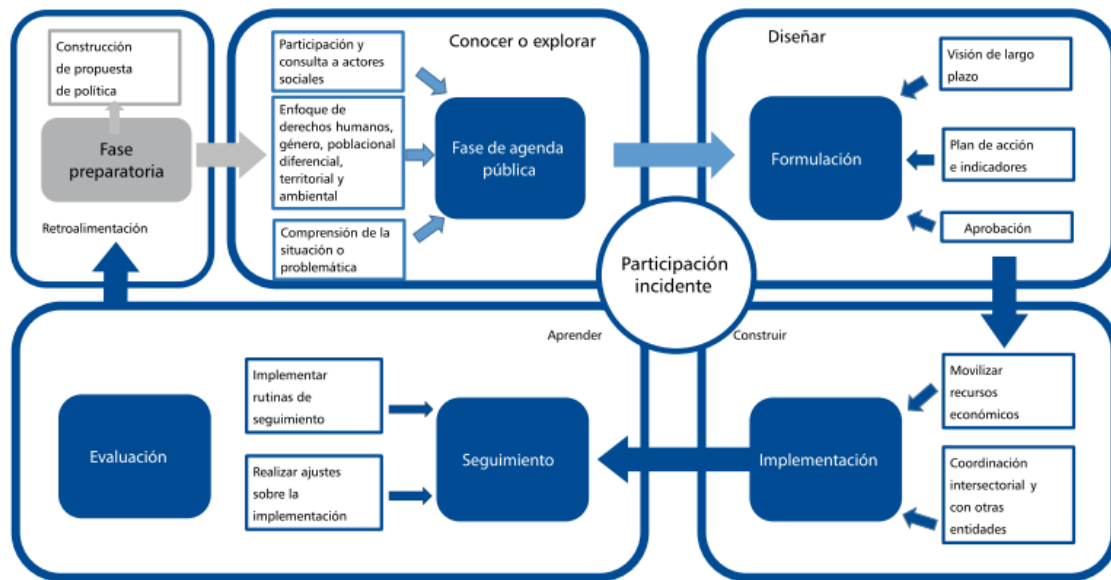 Construcción
de propuesta
de política
Fase
preparatoria
Retroalimentación
Conocer o explorar
Participación y
consulta a actores
sociales
Enfoque de
derechos humanos,
género, poblacional
diferencial,
territorial y
ambiental
Comprensión de la
situación o
problemática
Fase de agenda
pública
Diseñar
Formulación
Visión de largo
plazo
Plan de acción
e indicadores
Aprobación
Participación
incidente
Aprender
Evaluación
Implementar
rutinas de
seguimiento
Realizar ajustes
sobre la
implementación
Seguimiento
Construir
Implementación
Movilizar
recursos
económicos
Coordinación
intersectorial y
con otras
entidades